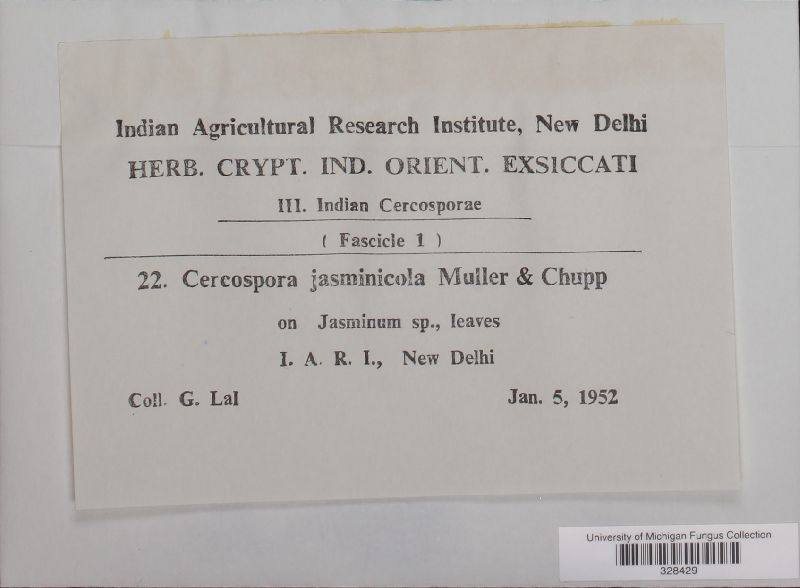 Indian Agricultural Research Institute, New Delhi
HERB. CRYPT. IND. ORIENT. EXSICCATI
III. Indian Cercosporae
( Fascicle 1 )
22. Cercospora jasminicola Muller & Chupp
on Jasminum sp., leaves
I. A. R. I., New Delhi
Coll. G. Lal Jan. 5, 1952
University of Michigan Fungus Collection
328429